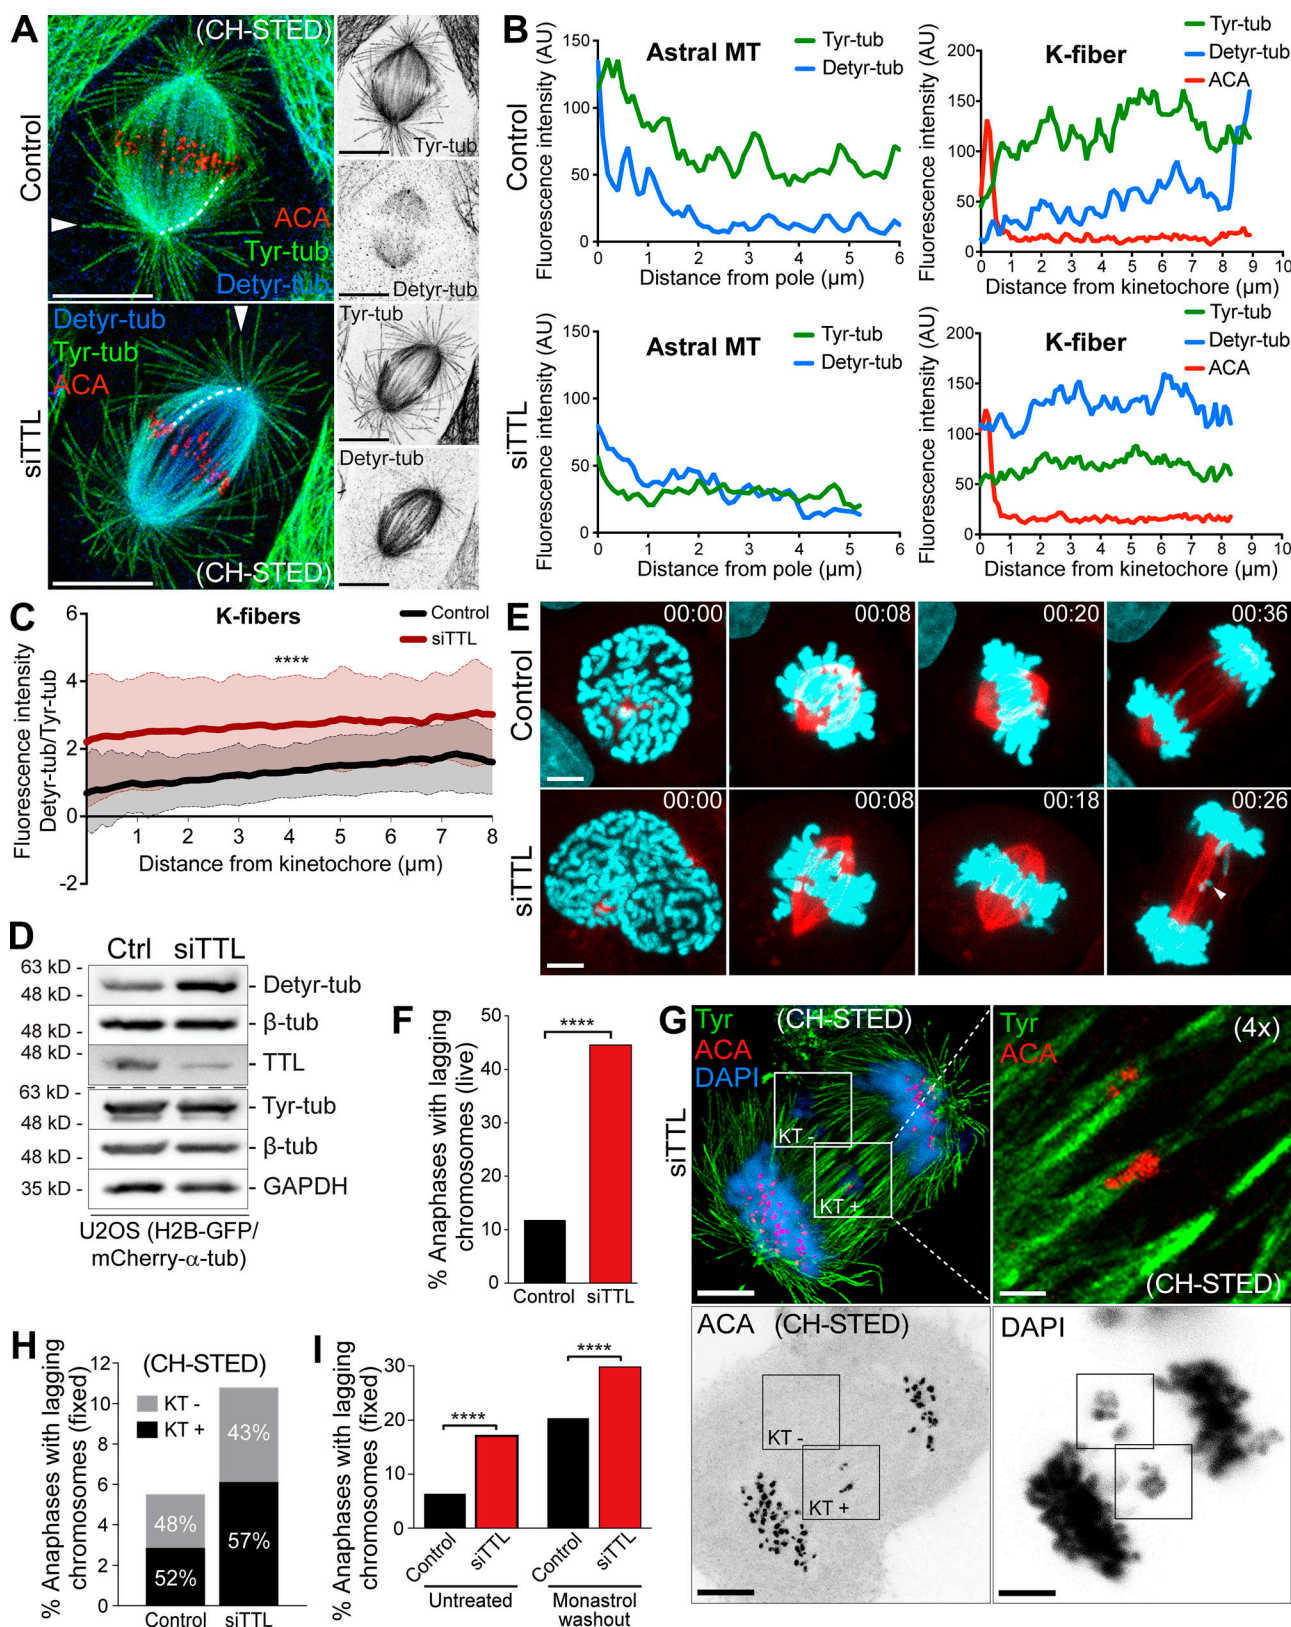 A
(CH-STED)
Control
ACA
Tyr-tub
Detyr-tub
Tyr-tub
Detyr-tub
Detyr-tub
Tyr-tub
ACA
siTTL
(CH-STED)
Tyr-tub
Detyr-tub
B
Control
Fluorescence intensity (AU)
150
100
50
0
Astral MT
Tyr-tub
Detyr-tub
0 1 2 3 4 5 6
Distance from pole (µm)
Fluorescence intensity (AU)
200
150
100
50
0
K-fiber
Tyr-tub
Detyr-tub
ACA
0 1 2 3 4 5 6 7 8 9 10
Distance from kinetochore (µm)
siTTL
Fluorescence intensity (AU)
150
100
50
0
Astral MT
Tyr-tub
Detyr-tub
0 1 2 3 4 5 6
Distance from pole (µm)
Fluorescence intensity (AU)
200
150
100
50
0
K-fiber
Tyr-tub
Detyr-tub
ACA
0 1 2 3 4 5 6 7 8 9 10
Distance from kinetochore (µm)
C
K-fibers
Control
siTTL
****
Fluorescence intensity
Detyr-tub/Tyr-tub
6
4
2
0
-2
1 2 3 4 5 6 7 8
Distance from kinetochore (µm)
D
Ctrl siTTL
63 kD -
48 kD -
- Detyr-tub
48 kD -
- β-tub
48 kD -
- TTL
63 kD -
48 kD -
- Tyr-tub
48 kD -
- β-tub
35 kD -
- GAPDH
U2OS (H2B-GFP/
mCherry-α-tub)
E
Control
00:00
00:08
00:20
00:36
siTTL
00:00
00:08
00:18
00:26
F
% Anaphases with lagging
chromosomes (live)
50
40
30
20
10
0
****
Control siTTL
G
siTTL
Tyr
ACA
DAPI
(CH-STED)
KT -
KT +
Tyr
ACA
(4x)
(CH-STED)
ACA (CH-STED)
KT -
KT +
DAPI
H
(CH-STED)
% Anaphases with lagging
chromosomes (fixed)
12
10
8
6
4
2
0
KT -
KT +
48%
52%
43%
57%
Control siTTL
I
% Anaphases with lagging
chromosomes (fixed)
30
20
10
0
****
****
Control siTTL Control siTTL
Untreated
Monastrol
washout